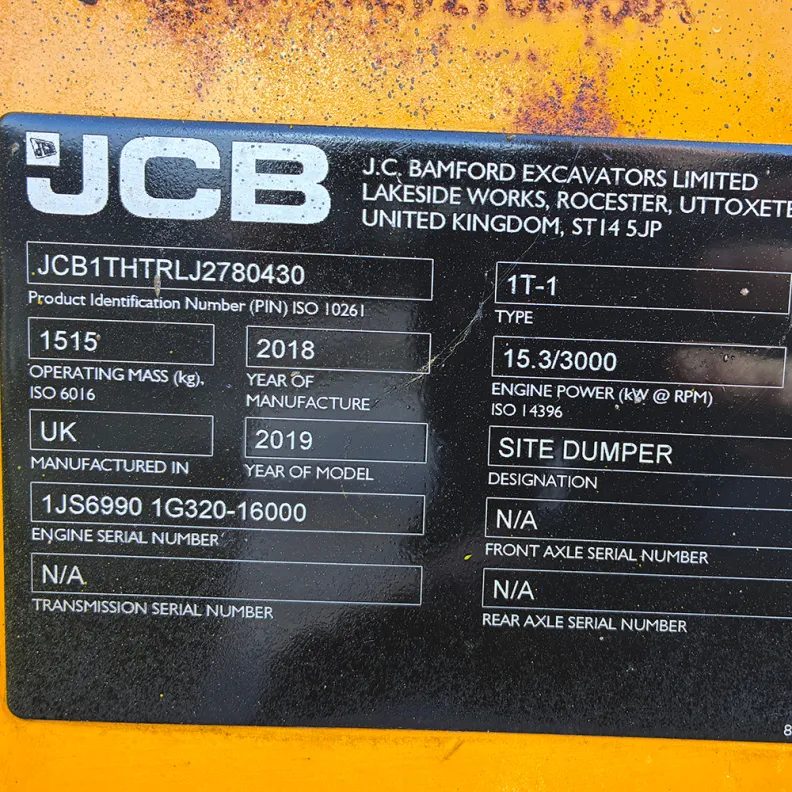 JCB
J.C. BAMFORD EXCAVATORS LIMITED
LAKESIDE WORKS, ROCESTER, UTTOXETE
UNITED KINGDOM, ST14 5JP
JCB1THTRLJ2780430
Product Identification Number (PIN) ISO 10261
1515
OPERATING MASS (kg),
ISO 6016
2018
YEAR OF
MANUFACTURE
UK
MANUFACTURED IN
2019
YEAR OF MODEL
1JS6990 1G320-16000
ENGINE SERIAL NUMBER
N/A
TRANSMISSION SERIAL NUMBER
1T-1
TYPE
15.3/3000
ENGINE POWER (kW @ RPM)
ISO 14396
SITE DUMPER
DESIGNATION
N/A
FRONT AXLE SERIAL NUMBER
N/A
REAR AXLE SERIAL NUMBER
8